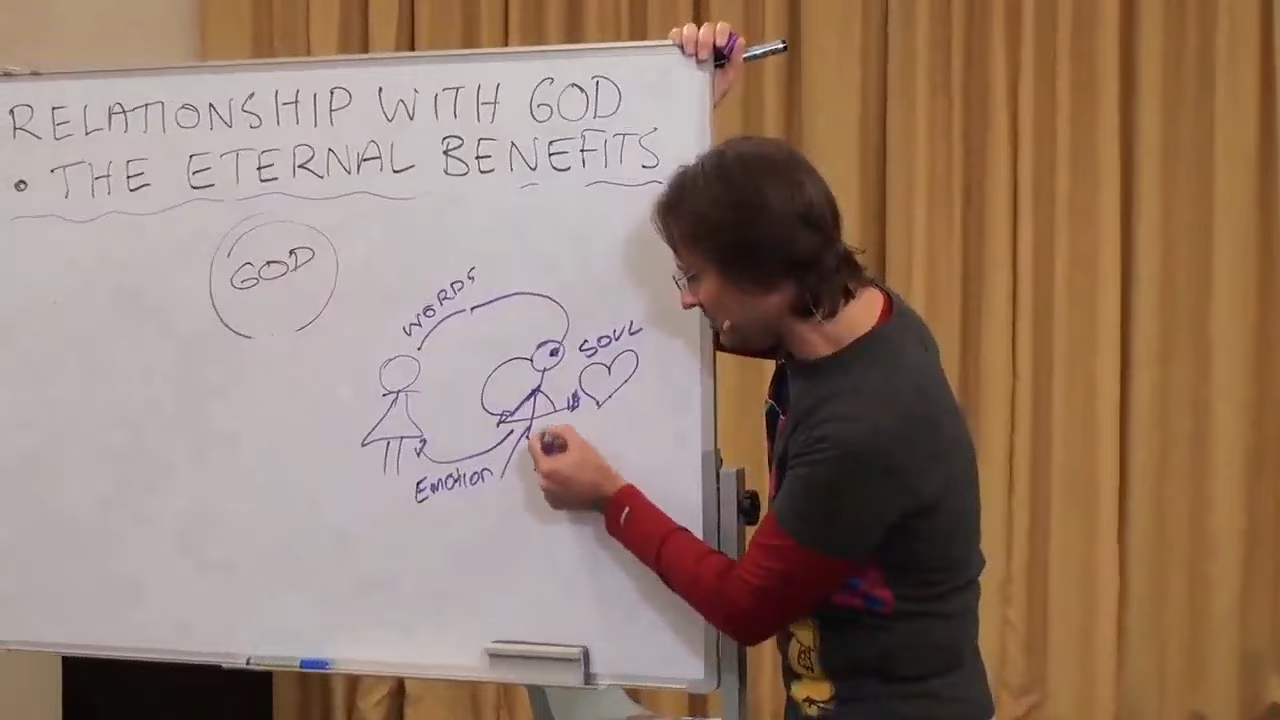 RELATIONSHIP WITH GOD
• THE ETERNAL BENEFITS
GOD
WORDS
SOUL
Emotion